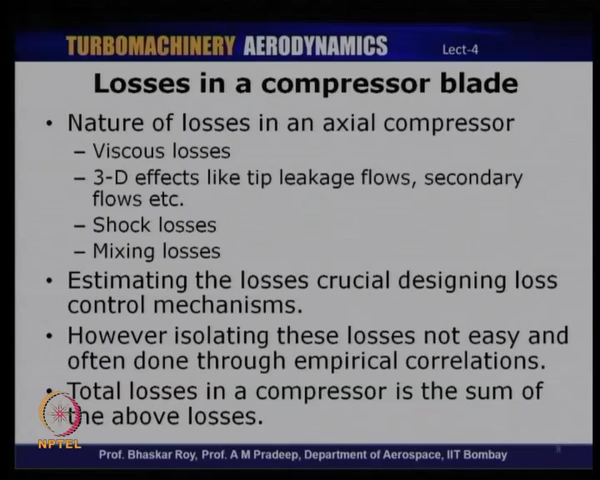 TURBOMACHINERY AERODYNAMICS Lect-4
Losses in a compressor blade
• Nature of losses in an axial compressor
– Viscous losses
– 3-D effects like tip leakage flows, secondary
flows etc.
– Shock losses
– Mixing losses
• Estimating the losses crucial designing loss
control mechanisms.
• However isolating these losses not easy and
often done through empirical correlations.
• Total losses in a compressor is the sum of
the above losses.
NPTEL
Prof. Bhaskar Roy, Prof. A M Pradeep, Department of Aerospace, IIT Bombay